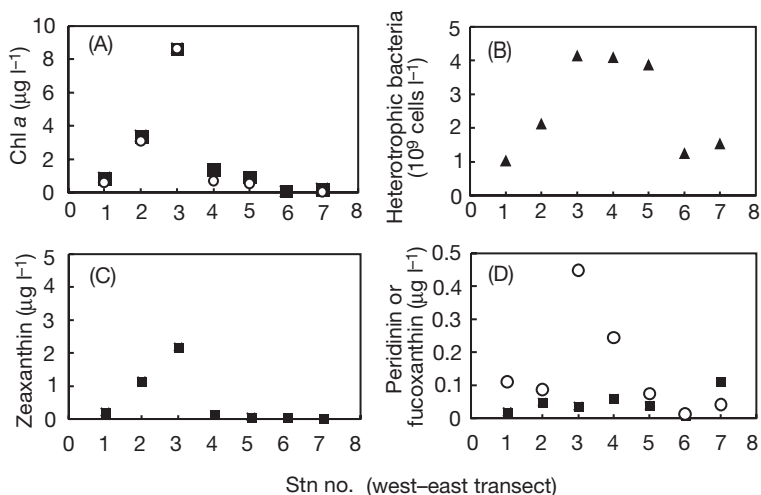 (A)
Chl a (µg l⁻¹)
10
8
6
4
2
0
0 1 2 3 4 5 6 7 8
(B)
Heterotrophic bacteria
(10⁹ cells l⁻¹)
5
4
3
2
1
0
0 1 2 3 4 5 6 7 8
(C)
Zeaxanthin (µg l⁻¹)
5
4
3
2
1
0
0 1 2 3 4 5 6 7 8
(D)
Peridinin or
fucoxanthin (µg l⁻¹)
0.5
0.4
0.3
0.2
0.1
0
0 1 2 3 4 5 6 7 8
Stn no. (west–east transect)